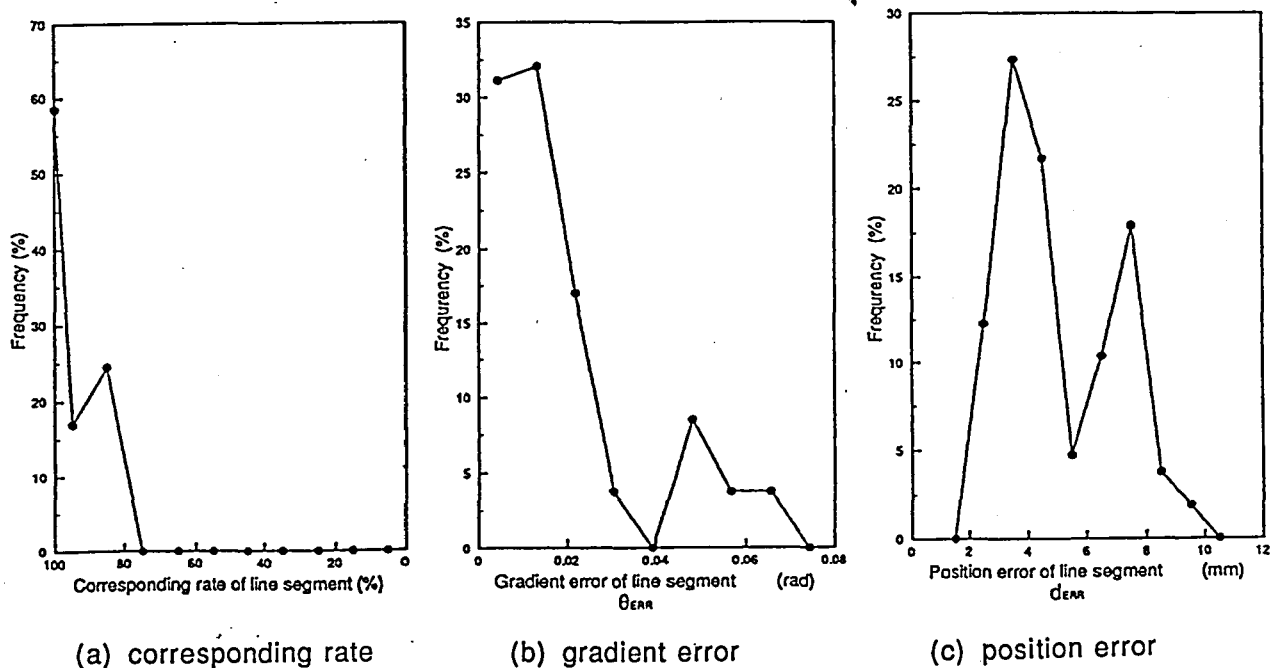 70
60
50
40
30
20
10
0
100 80 60 40 20 0
Frequency (%)
Corresponding rate of line segment (%)
(a) corresponding rate
35
30
25
20
15
10
5
0
0 0.02 0.04 0.06 0.08
Frequrency (%)
Gradient error of line segment (rad)
θERR
(b) gradient error
30
25
20
15
10
5
0
0 2 4 6 8 10 12
Frequrency (%)
Position error of line segment (mm)
dERR
(c) position error